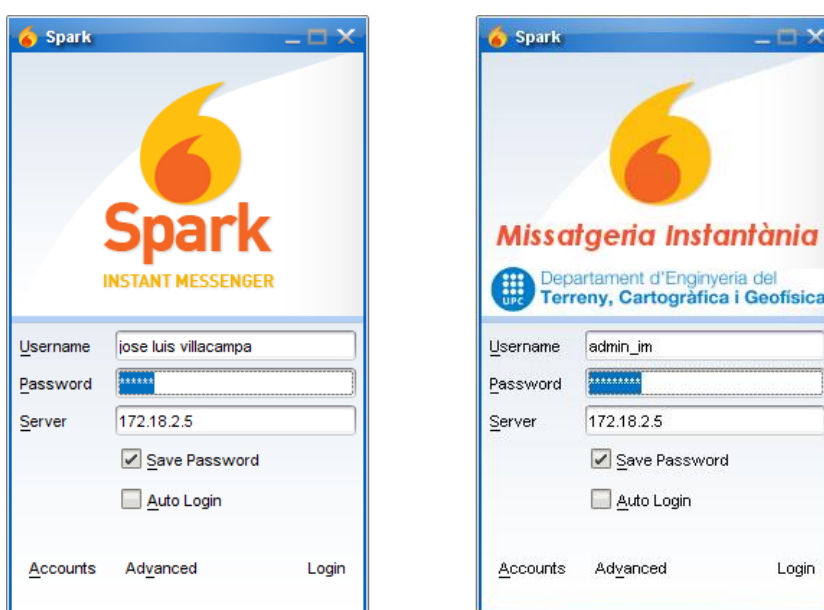 Spark
Spark
INSTANT MESSENGER
Username jose luis villacampa
Password ******
Server 172.18.2.5
Save Password
Auto Login
Accounts Advanced Login
Spark
Missatgeria Instantània
UPC
Departament d'Enginyeria del
Terreny, Cartogràfica i Geofísica
Username admin_im
Password *********
Server 172.18.2.5
Save Password
Auto Login
Accounts Advanced Login